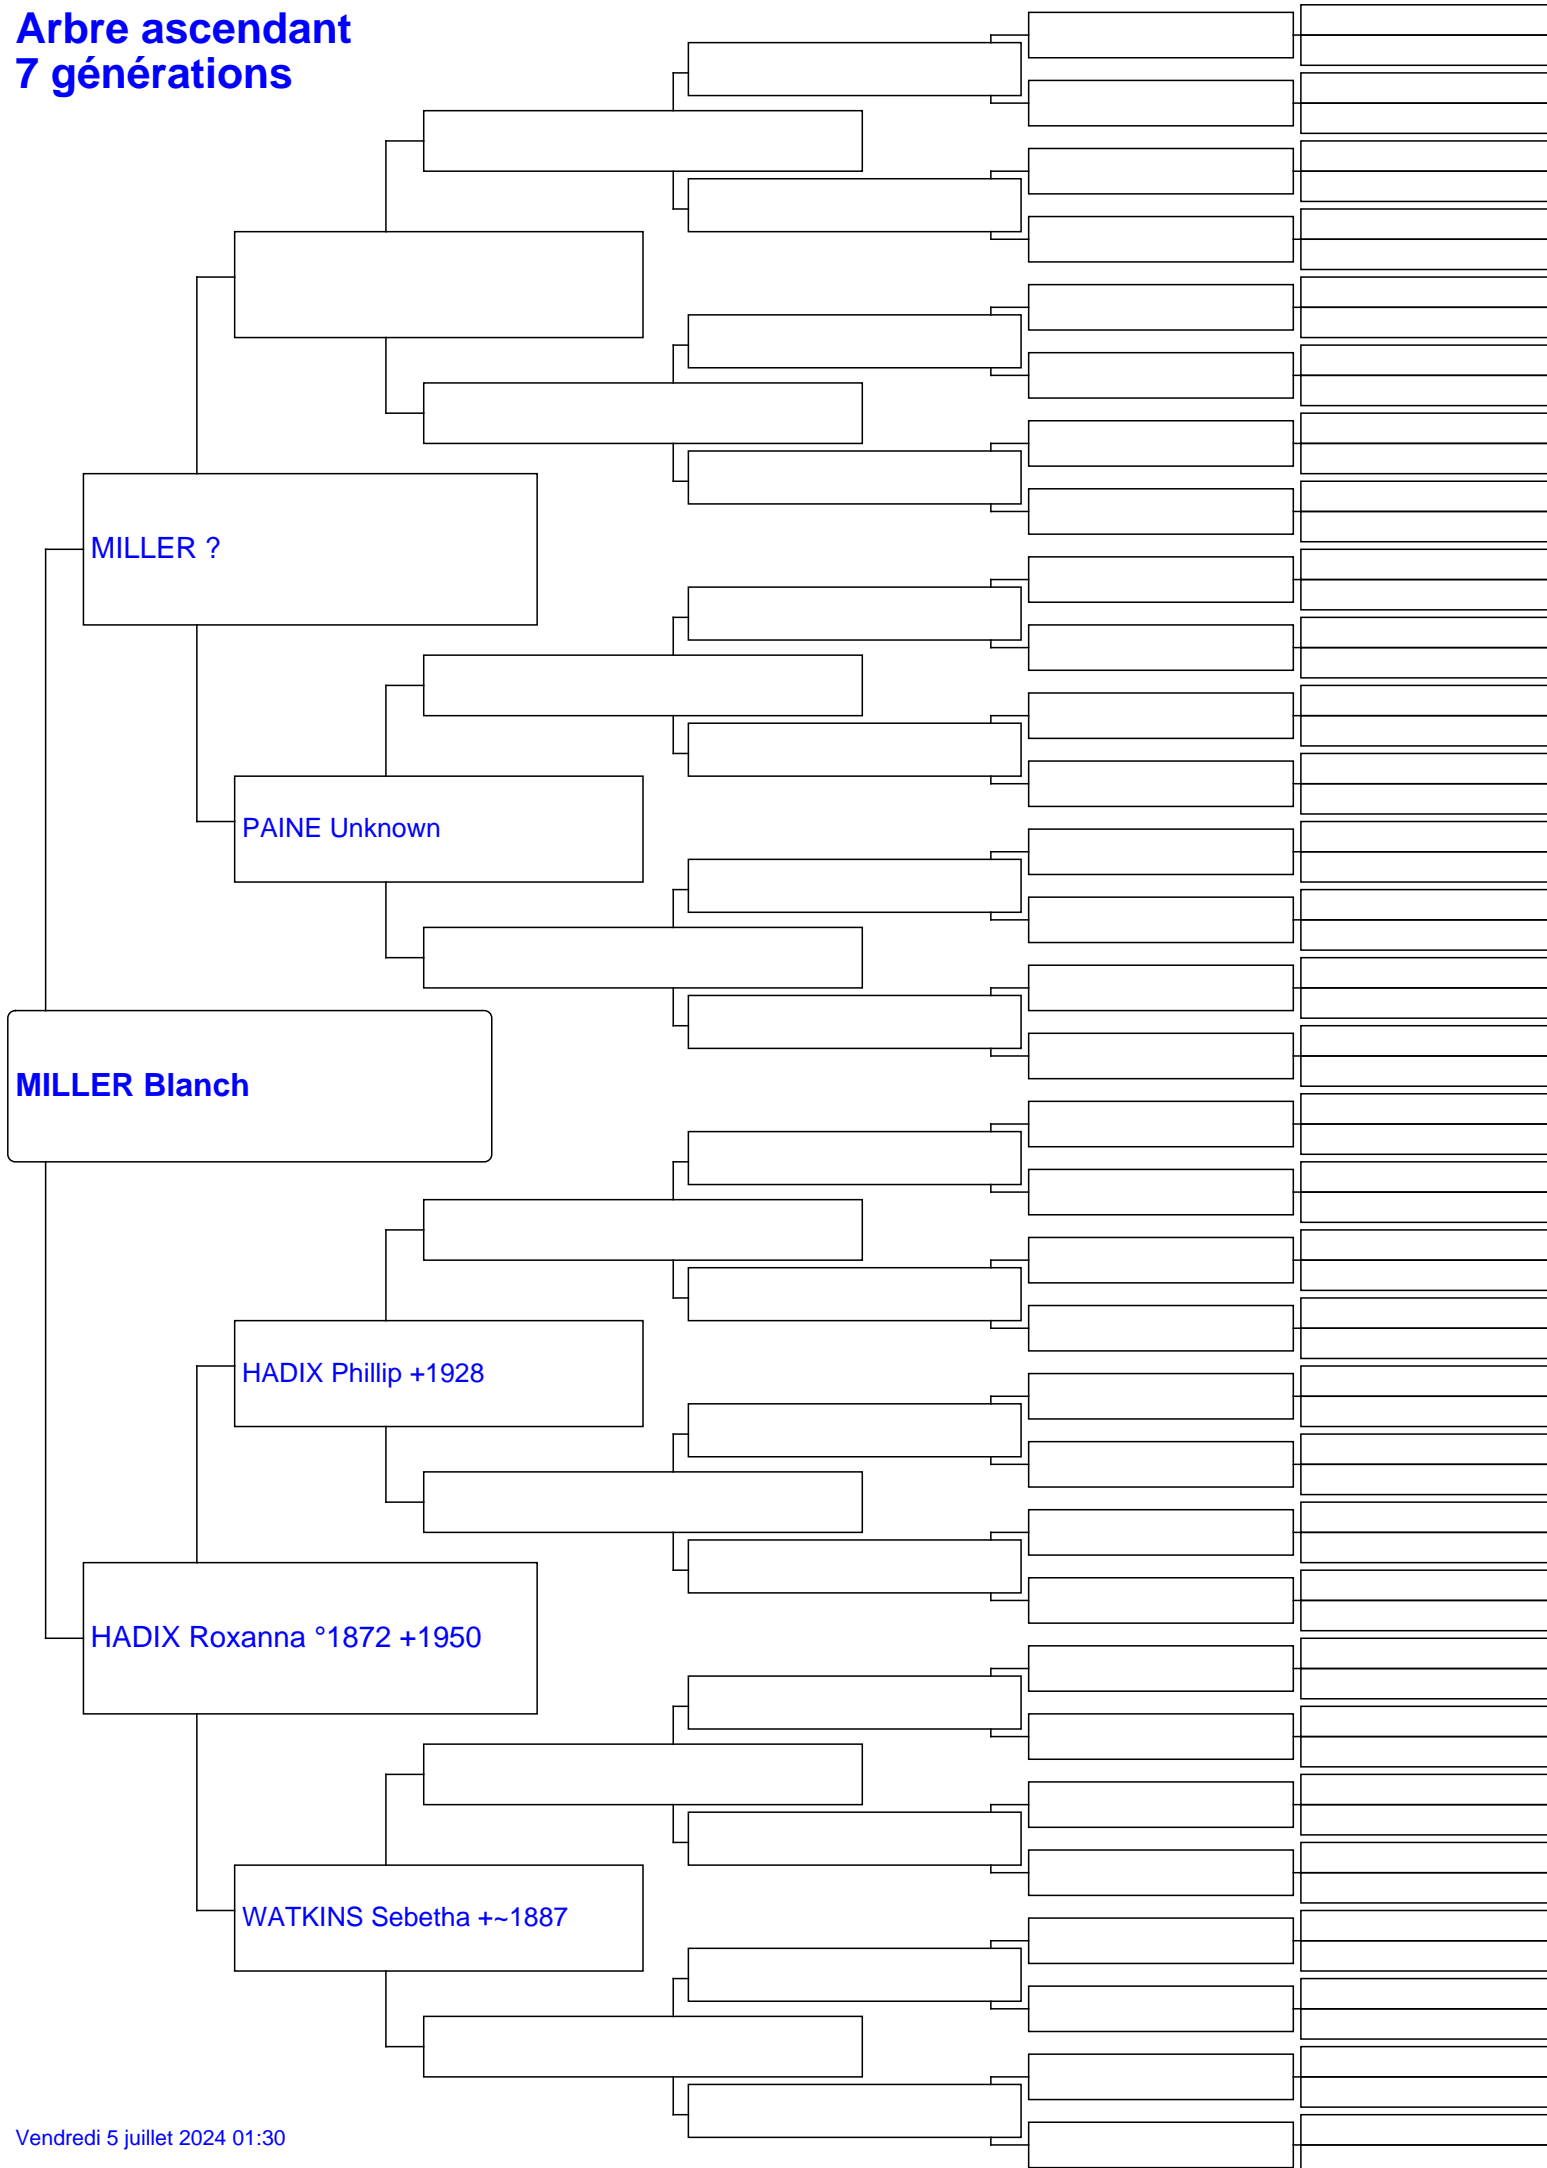 Arbre ascendant
7 générations
MILLER ?
PAINE Unknown
MILLER Blanch
HADIX Phillip +1928
HADIX Roxanna °1872 +1950
WATKINS Sebetha +~1887
Vendredi 5 juillet 2024 01:30